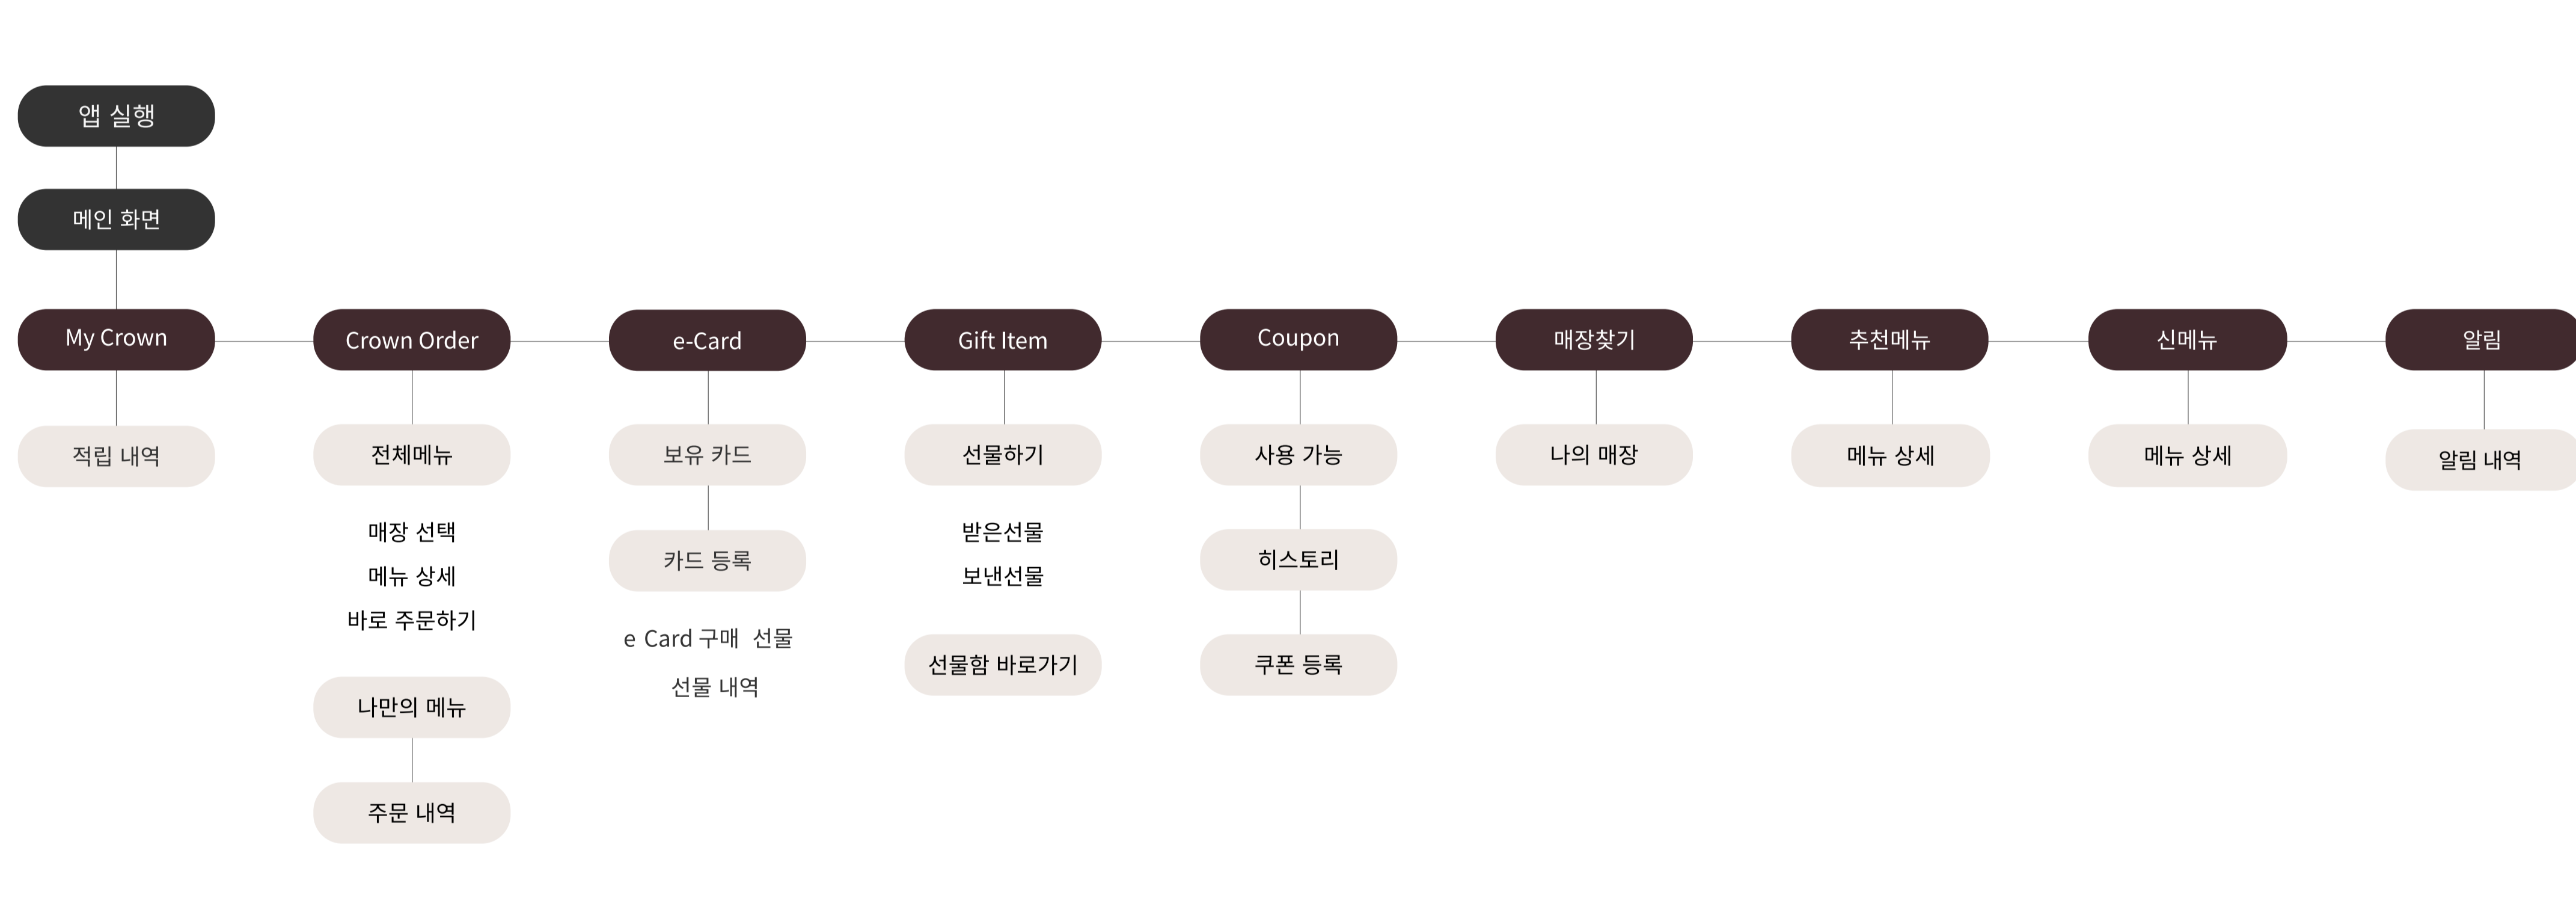 앱 실행
메인 화면
My Crown
Crown Order
e-Card
Gift Item
Coupon
매장찾기
추천메뉴
신메뉴
알림
적립 내역
전체메뉴
매장 선택
메뉴 상세
바로 주문하기
나만의 메뉴
주문 내역
보유 카드
카드 등록
e Card 구매  선물
선물 내역
선물하기
받은선물
보낸선물
선물함 바로가기
사용 가능
히스토리
쿠폰 등록
나의 매장
메뉴 상세
메뉴 상세
알림 내역